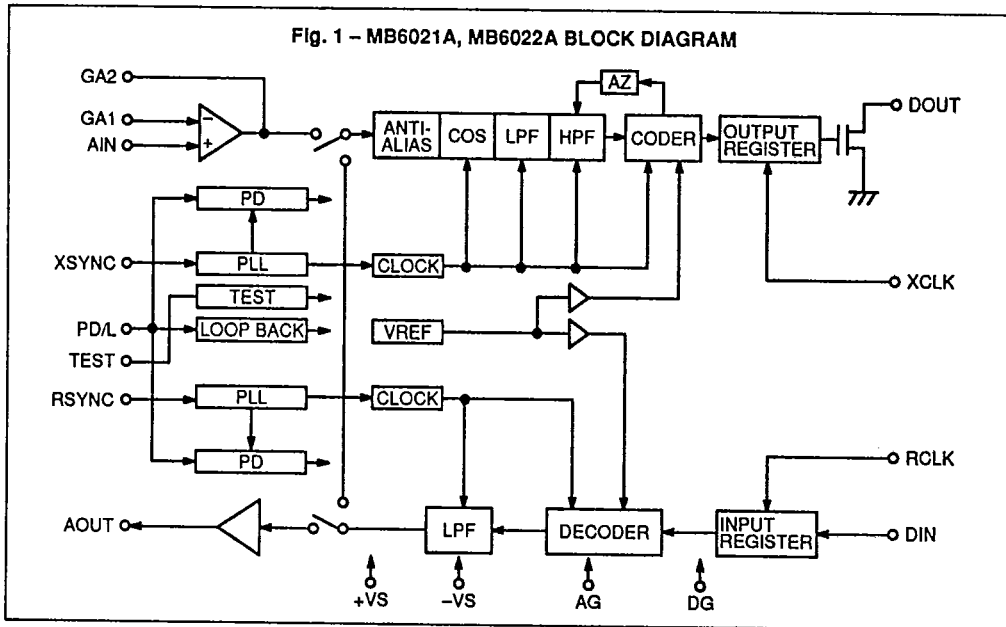 Fig. 1 – MB6021A, MB6022A BLOCK DIAGRAM
GA2
AZ
DOUT
GA1
–
ANTI-
ALIAS
COS
LPF
HPF
CODER
OUTPUT
REGISTER
AIN
+
PD
XSYNC
PLL
CLOCK
XCLK
TEST
PD/L
LOOP BACK
VREF
TEST
RSYNC
PLL
CLOCK
PD
RCLK
AOUT
LPF
DECODER
INPUT
REGISTER
DIN
+VS
–VS
AG
DG